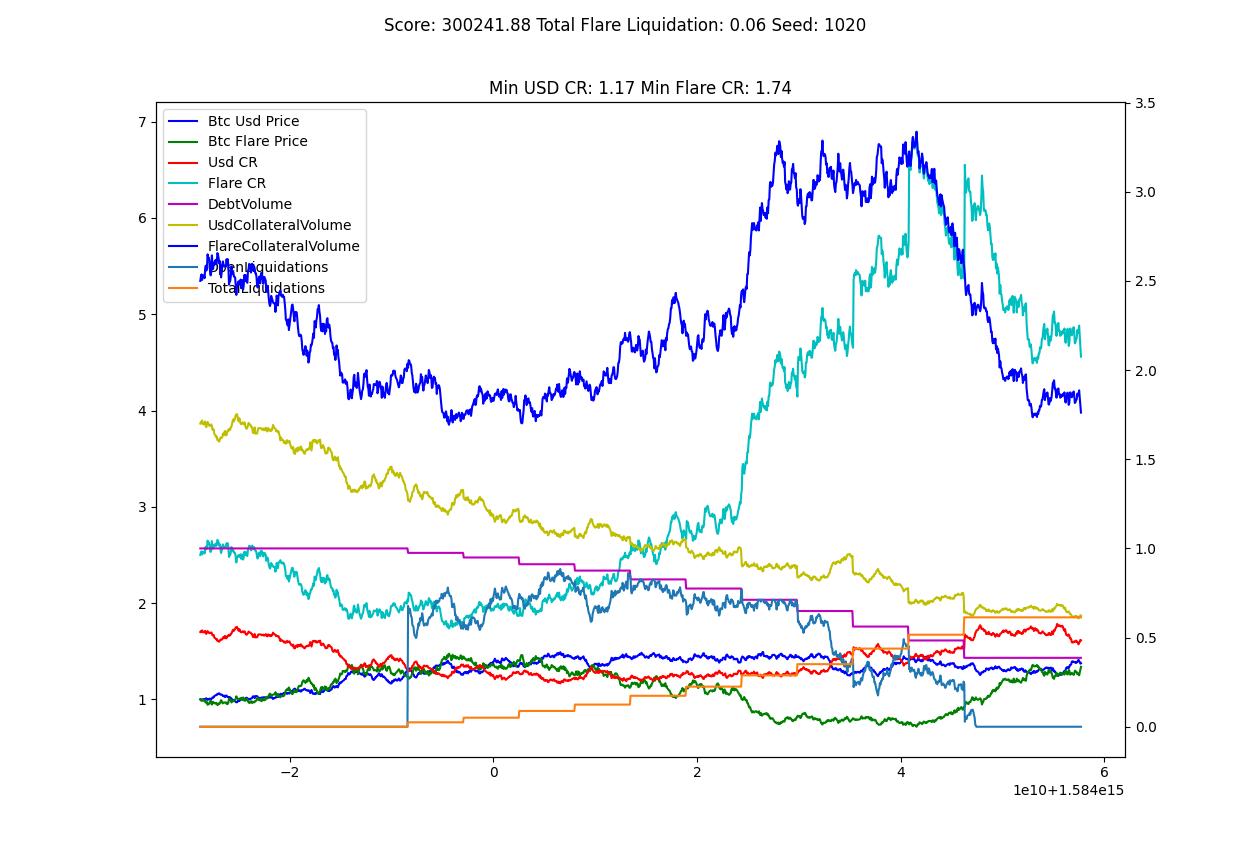 Score: 300241.88 Total Flare Liquidation: 0.06 Seed: 1020
Min USD CR: 1.17 Min Flare CR: 1.74
Btc Usd Price
Btc Flare Price
Usd CR
Flare CR
DebtVolume
UsdCollateralVolume
FlareCollateralVolume
OpenLiquidations
TotalLiquidations
7
6
5
4
3
2
1
3.5
3.0
2.5
2.0
1.5
1.0
0.5
0.0
−2
0
2
4
6
1e10+1.584e15